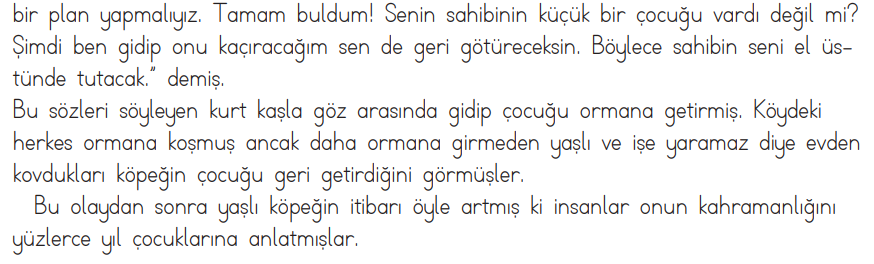 bir plan yapmalıyız. Tamam buldum! Senin sahibinin küçük bir çocuğu vardı değil mi?
Şimdi ben gidip onu kaçıracağım sen de geri götüreceksin. Böylece sahibin seni el üs-
tünde tutacak.” demiş.
Bu sözleri söyleyen kurt kaşla göz arasında gidip çocuğu ormana getirmiş. Köydeki
herkes ormana koşmuş ancak daha ormana girmeden yaşlı ve işe yaramaz diye evden
kovdukları köpeğin çocuğu geri getirdiğini görmüşler.
Bu olaydan sonra yaşlı köpeğin itibarı öyle artmış ki insanlar onun kahramanlığını
yüzlerce yıl çocuklarına anlatmışlar.